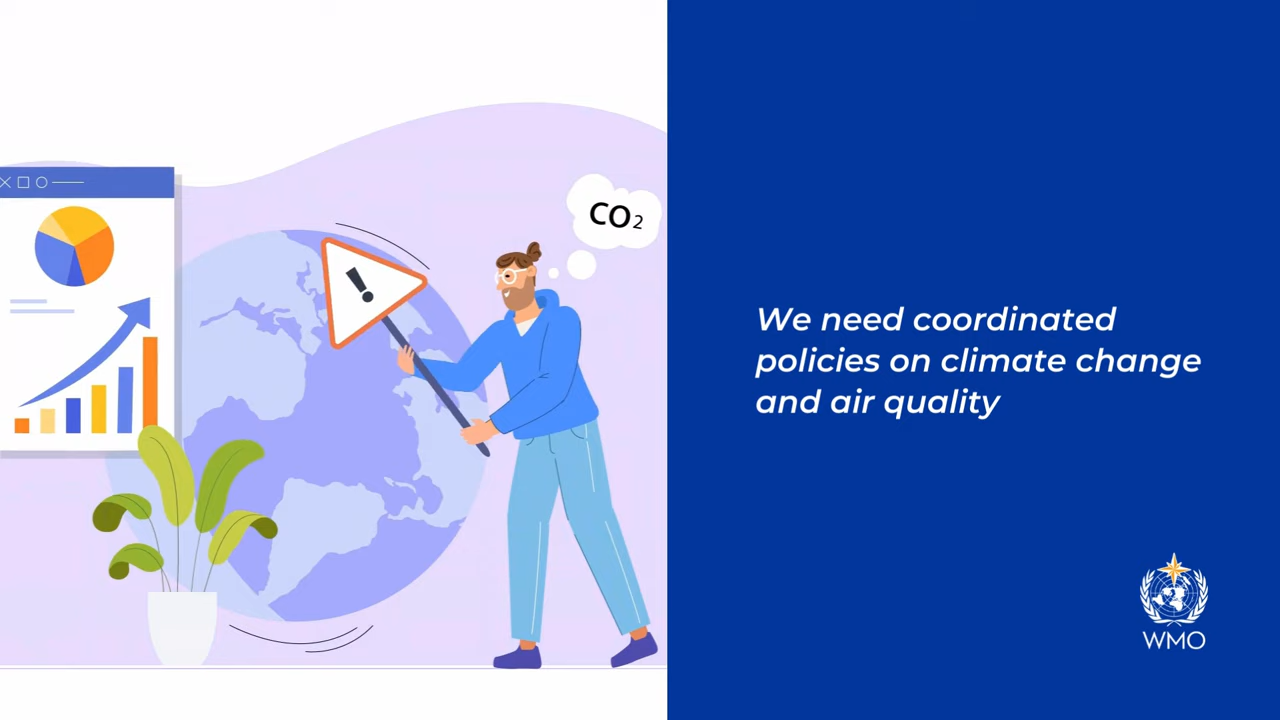 CO₂
!
We need coordinated
policies on climate change
and air quality
WMO